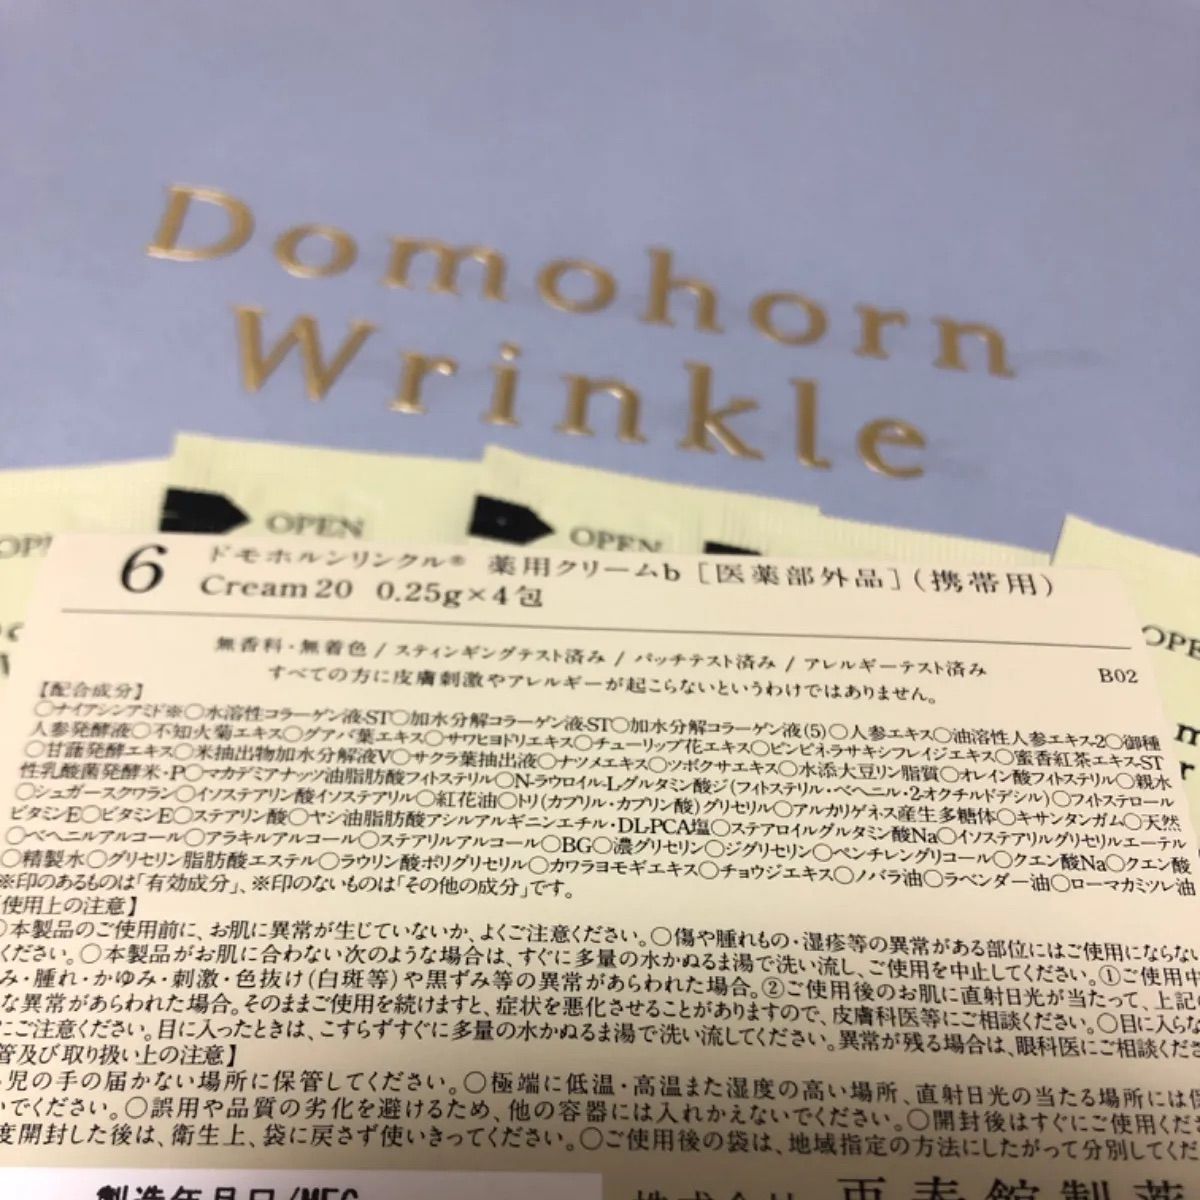 Domohorn
Wrinkle
OPEN
OPEN
6 ドモホルンリンクル® 薬用クリームb [医薬部外品] (携帯用)
Cream20 0.25g×4包
無香料・無着色 / スティンギングテスト済み / パッチテスト済み / アレルギーテスト済み
すべての方に皮膚刺激やアレルギーが起こらないというわけではありません。
B02
【配合成分】
○ナイアシンアミド※○水溶性コラーゲン液-ST○加水分解コラーゲン液-ST○加水分解コラーゲン液(5)○人参エキス○油溶性人参エキス-2○御種
人参発酵液○不知火菊エキス○グアバ葉エキス○サワヒヨドリエキス○チューリップ花エキス○ピンピネラサキシフレイジエキス○蜜香紅茶エキス-ST
○甘藷発酵エキス○米抽出物加水分解液V○サクラ葉抽出液○ナツメエキス○ツボクサエキス○水添大豆リン脂質○オレイン酸フィトステリル○親水
性乳酸菌発酵米・P○マカデミアナッツ油脂肪酸フィトステリル○N-ラウロイル-L-グルタミン酸ジ(フィトステリル・ベヘニル・2-オクチルドデシル)○フィトステロール
○シュガースクワラン○イソステアリン酸イソステアリル○紅花油○トリ(カプリル・カプリン酸)グリセリル○アルカリゲネス産生多糖体○キサンタンガム○天然
ビタミンE○ビタミンE○ステアリン酸○ヤシ油脂肪酸アシルアルギニンエチル・DL-PCA塩○ステアロイルグルタミン酸Na○イソステアリルグリセリルエーテル
○ベヘニルアルコール○アラキルアルコール○ステアリルアルコール○BG○濃グリセリン○ジグリセリン○ペンチレングリコール○クエン酸Na○クエン酸
○精製水○グリセリン脂肪酸エステル○ラウリン酸ポリグリセリル○カワラヨモギエキス○チョウジエキス○ノバラ油○ラベンダー油○ローマカミツレ油
※印のあるものは「有効成分」、※印のないものは「その他の成分」です。
使用上の注意】
○本製品のご使用前に、お肌に異常が生じていないか、よくご注意ください。○傷や腫れもの・湿疹等の異常がある部位にはご使用にならない
ください。○本製品がお肌に合わない次のような場合は、すぐに多量の水かぬるま湯で洗い流し、ご使用を中止してください。①ご使用中
み・腫れ・かゆみ・刺激・色抜け(白斑等)や黒ずみ等の異常があらわれた場合。②ご使用後のお肌に直射日光が当たって、上記
な異常があらわれた場合。そのままご使用を続けますと、症状を悪化させることがありますので、皮膚科医等にご相談ください。○目に入らな
にご注意ください。目に入ったときは、こすらずすぐに多量の水かぬるま湯で洗い流してください。異常が残る場合は、眼科医にご相談くださ
管及び取り扱い上の注意】
児の手の届かない場所に保管してください。○極端に低温・高温また湿度の高い場所、直射日光の当たる場所には保
いでください。○誤用や品質の劣化を避けるため、他の容器には入れかえないでください。○開封後はすぐにご使用くだ
度開封した後は、衛生上、袋に戻さず使いきってください。○ご使用後の袋は、地域指定の方法にしたがって分別してくだ
製造年月日/MFG
株式会社 再春館製薬